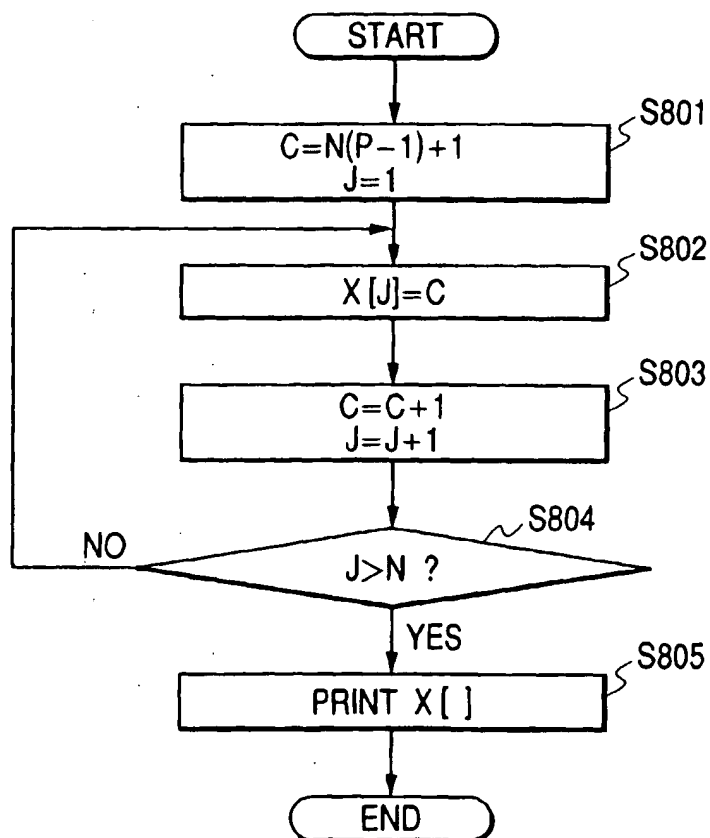 START
S801
C=N(P-1)+1
J=1
S802
X[J]=C
S803
C=C+1
J=J+1
S804
NO
J>N ?
YES
S805
PRINT X[ ]
END